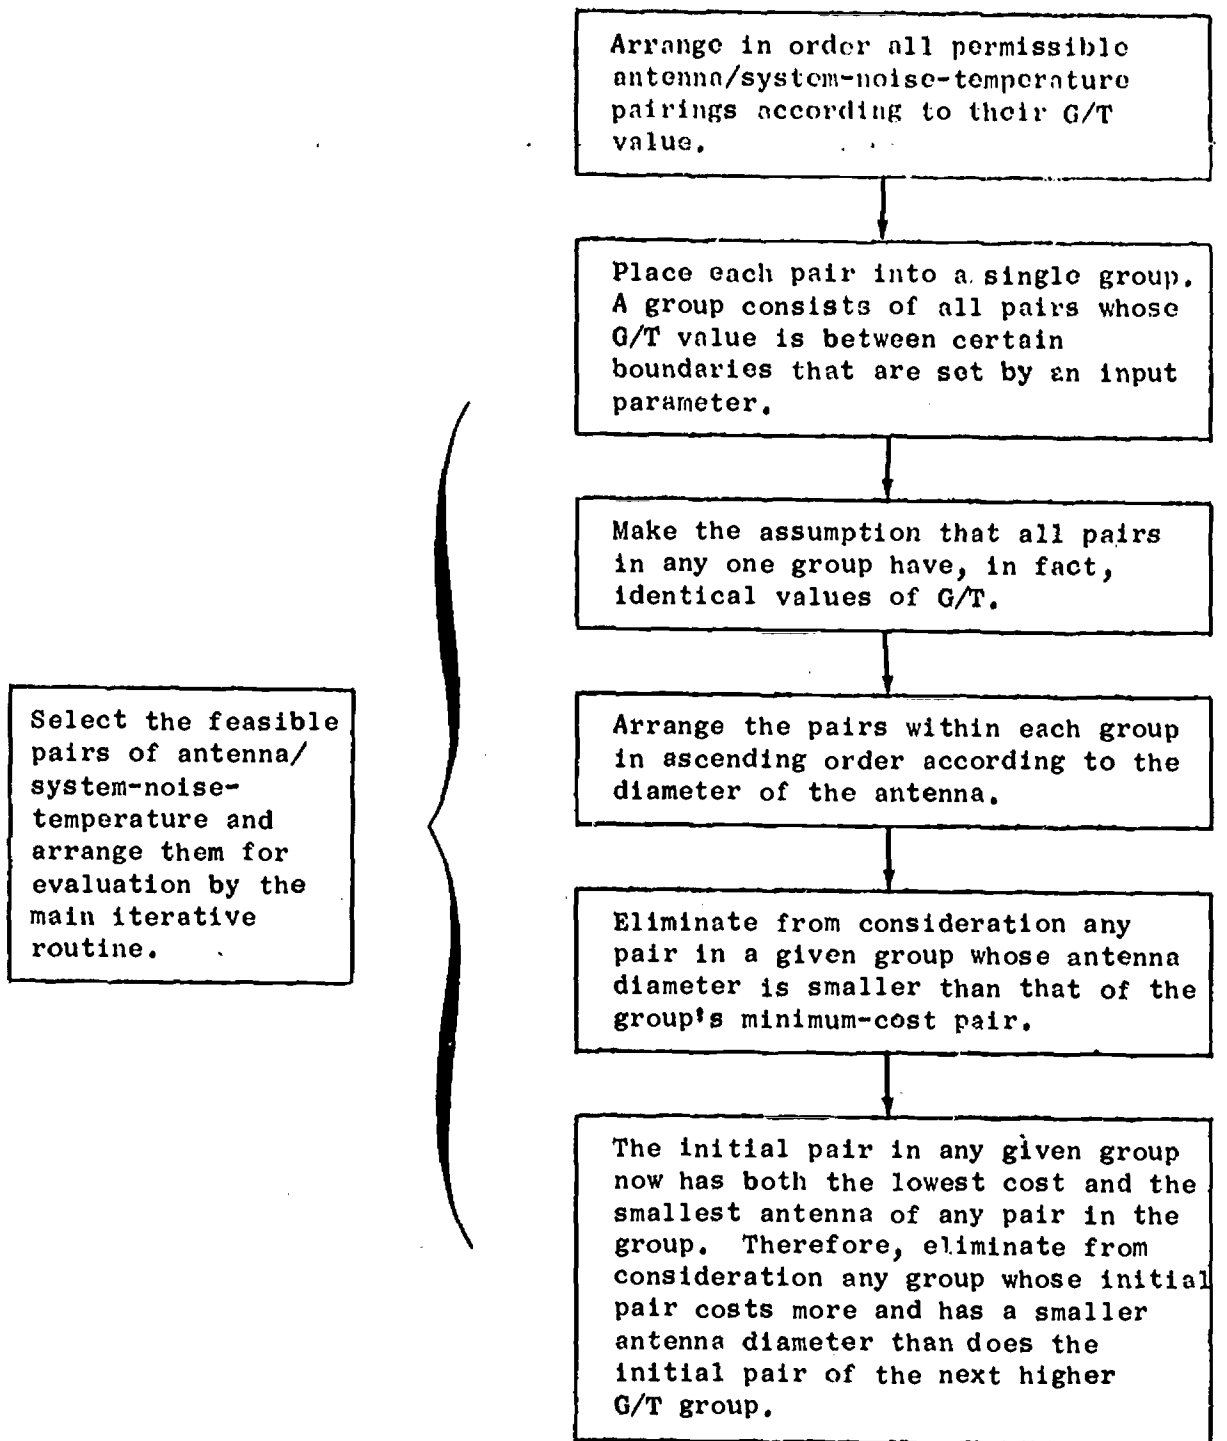 Arrange in order all permissible
antenna/system-noise-temperature
pairings according to their G/T
value.
Place each pair into a single group.
A group consists of all pairs whose
G/T value is between certain
boundaries that are set by an input
parameter.
Make the assumption that all pairs
in any one group have, in fact,
identical values of G/T.
Arrange the pairs within each group
in ascending order according to the
diameter of the antenna.
Select the feasible
pairs of antenna/
system-noise-
temperature and
arrange them for
evaluation by the
main iterative
routine.
Eliminate from consideration any
pair in a given group whose antenna
diameter is smaller than that of the
group's minimum-cost pair.
The initial pair in any given group
now has both the lowest cost and the
smallest antenna of any pair in the
group. Therefore, eliminate from
consideration any group whose initial
pair costs more and has a smaller
antenna diameter than does the
initial pair of the next higher
G/T group.